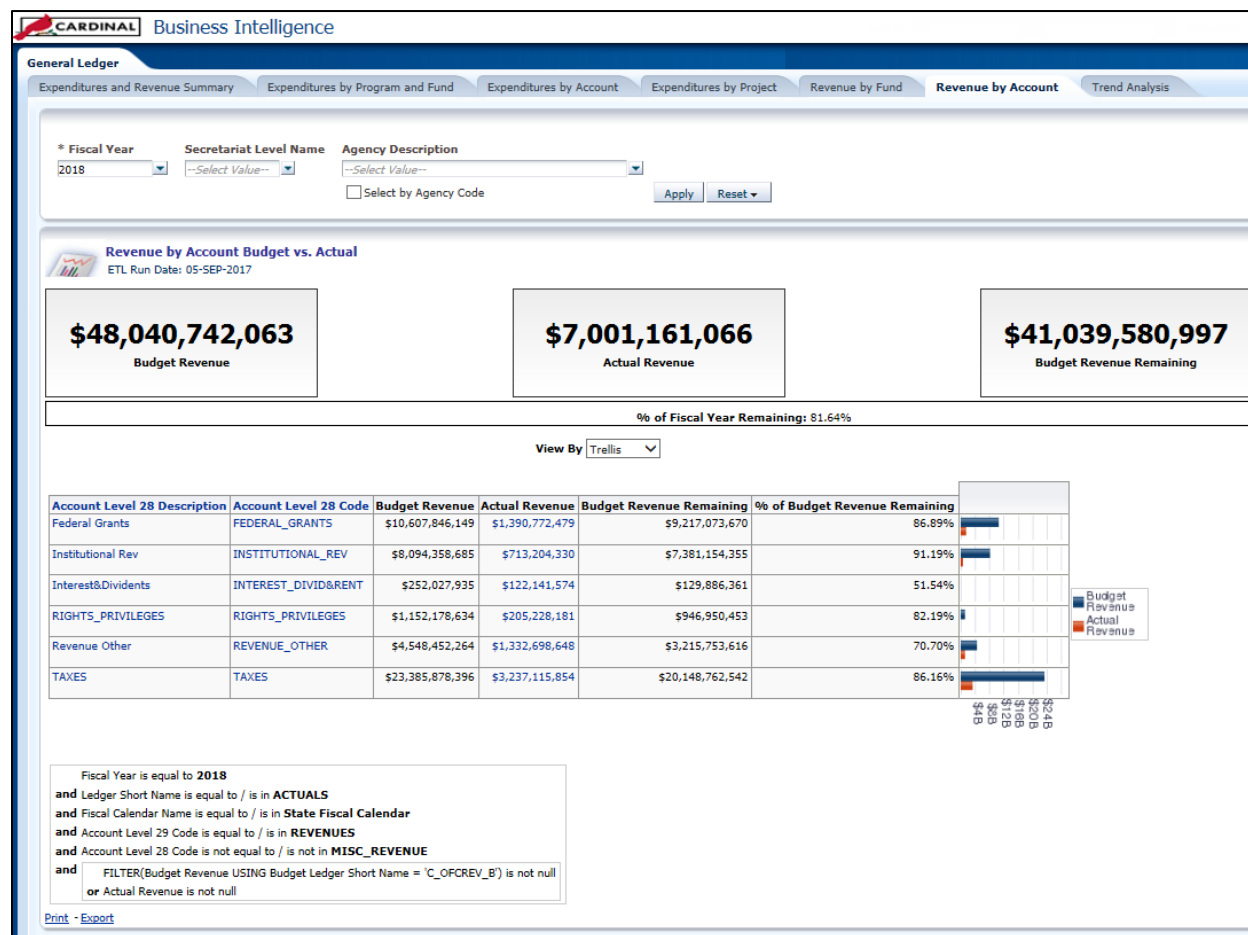 CARDINAL Business Intelligence
General Ledger
Expenditures and Revenue Summary Expenditures by Program and Fund Expenditures by Account Expenditures by Project Revenue by Fund Revenue by Account Trend Analysis
* Fiscal Year Secretariat Level Name Agency Description
2018 --Select Value-- --Select Value--
Select by Agency Code Apply Reset
Revenue by Account Budget vs. Actual
ETL Run Date: 05-SEP-2017
$48,040,742,063 $7,001,161,066 $41,039,580,997
Budget Revenue Actual Revenue Budget Revenue Remaining
% of Fiscal Year Remaining: 81.64%
View By Trellis
Account Level 28 Description Account Level 28 Code Budget Revenue Actual Revenue Budget Revenue Remaining % of Budget Revenue Remaining
Federal Grants FEDERAL_GRANTS $10,607,846,149 $1,390,772,479 $9,217,073,670 86.89%
Institutional Rev INSTITUTIONAL_REV $8,094,358,685 $713,204,330 $7,381,154,355 91.19%
Interest&Dividents INTEREST_DIVID&RENT $252,027,935 $122,141,574 $129,886,361 51.54%
RIGHTS_PRIVILEGES RIGHTS_PRIVILEGES $1,152,178,634 $205,228,181 $946,950,453 82.19%
Revenue Other REVENUE_OTHER $4,548,452,264 $1,332,698,648 $3,215,753,616 70.70%
TAXES TAXES $23,385,878,396 $3,237,115,854 $20,148,762,542 86.16%
Budget
Revenue
Actual
Revenue
$4B $8B $12B $16B $20B $24B
Fiscal Year is equal to 2018
and Ledger Short Name is equal to / is in ACTUALS
and Fiscal Calendar Name is equal to / is in State Fiscal Calendar
and Account Level 29 Code is equal to / is in REVENUES
and Account Level 28 Code is not equal to / is not in MISC_REVENUE
and FILTER(Budget Revenue USING Budget Ledger Short Name = 'C_OFCREV_B') is not null
or Actual Revenue is not null
Print - Export